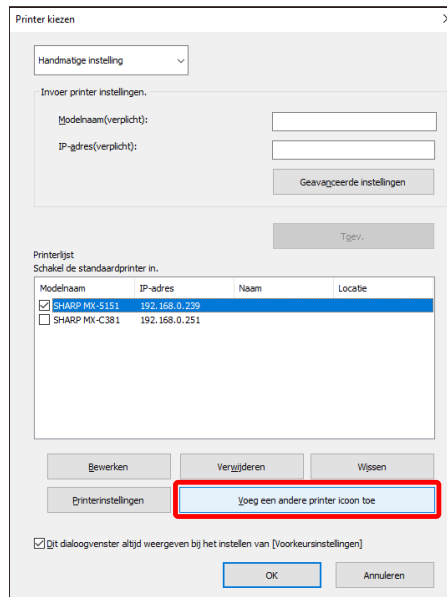 Printer kiezen
Handmatige instelling
Invoer printer instellingen.
Modelnaam(verplicht):
IP-adres(verplicht):
Geavanceerde instellingen
Toev.
Printerlijst
Schakel de standaardprinter in.
Modelnaam IP-adres Naam Locatie
SHARP MX-5151 192.168.0.239
SHARP MX-C381 192.168.0.251
Bewerken Verwijderen Wissen
Printerinstellingen Voeg een andere printer icoon toe
Dit dialoogvenster altijd weergeven bij het instellen van [Voorkeursinstellingen]
OK Annuleren